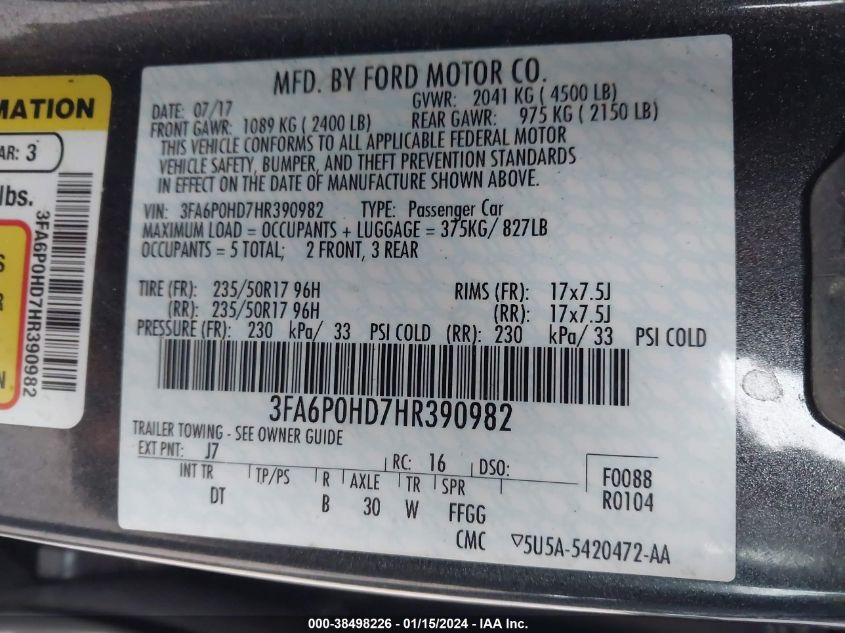 MFD. BY FORD MOTOR CO.
DATE: 07/17 GVWR: 2041 KG ( 4500 LB)
FRONT GAWR: 1089 KG ( 2400 LB) REAR GAWR: 975 KG ( 2150 LB)
THIS VEHICLE CONFORMS TO ALL APPLICABLE FEDERAL MOTOR
VEHICLE SAFETY, BUMPER, AND THEFT PREVENTION STANDARDS
IN EFFECT ON THE DATE OF MANUFACTURE SHOWN ABOVE.
VIN: 3FA6P0HD7HR390982 TYPE: Passenger Car
MAXIMUM LOAD = OCCUPANTS + LUGGAGE = 375KG/ 827LB
OCCUPANTS = 5 TOTAL; 2 FRONT, 3 REAR
TIRE (FR): 235/50R17 96H RIMS (FR): 17x7.5J
(RR): 235/50R17 96H (RR): 17x7.5J
PRESSURE (FR): 230 kPa/ 33 PSI COLD (RR): 230 kPa/ 33 PSI COLD
3FA6P0HD7HR390982
TRAILER TOWING - SEE OWNER GUIDE
EXT PNT: J7 RC: 16 DSO:
INT TR TP/PS R AXLE TR SPR
DT B 30 W FFGG
F0088
R0104
CMC ▽5U5A-5420472-AA
MATION
AR: 3
lbs.
3FA6P0HD7HR390982
S
R
N
000-38498226 - 01/15/2024 - IAA Inc.